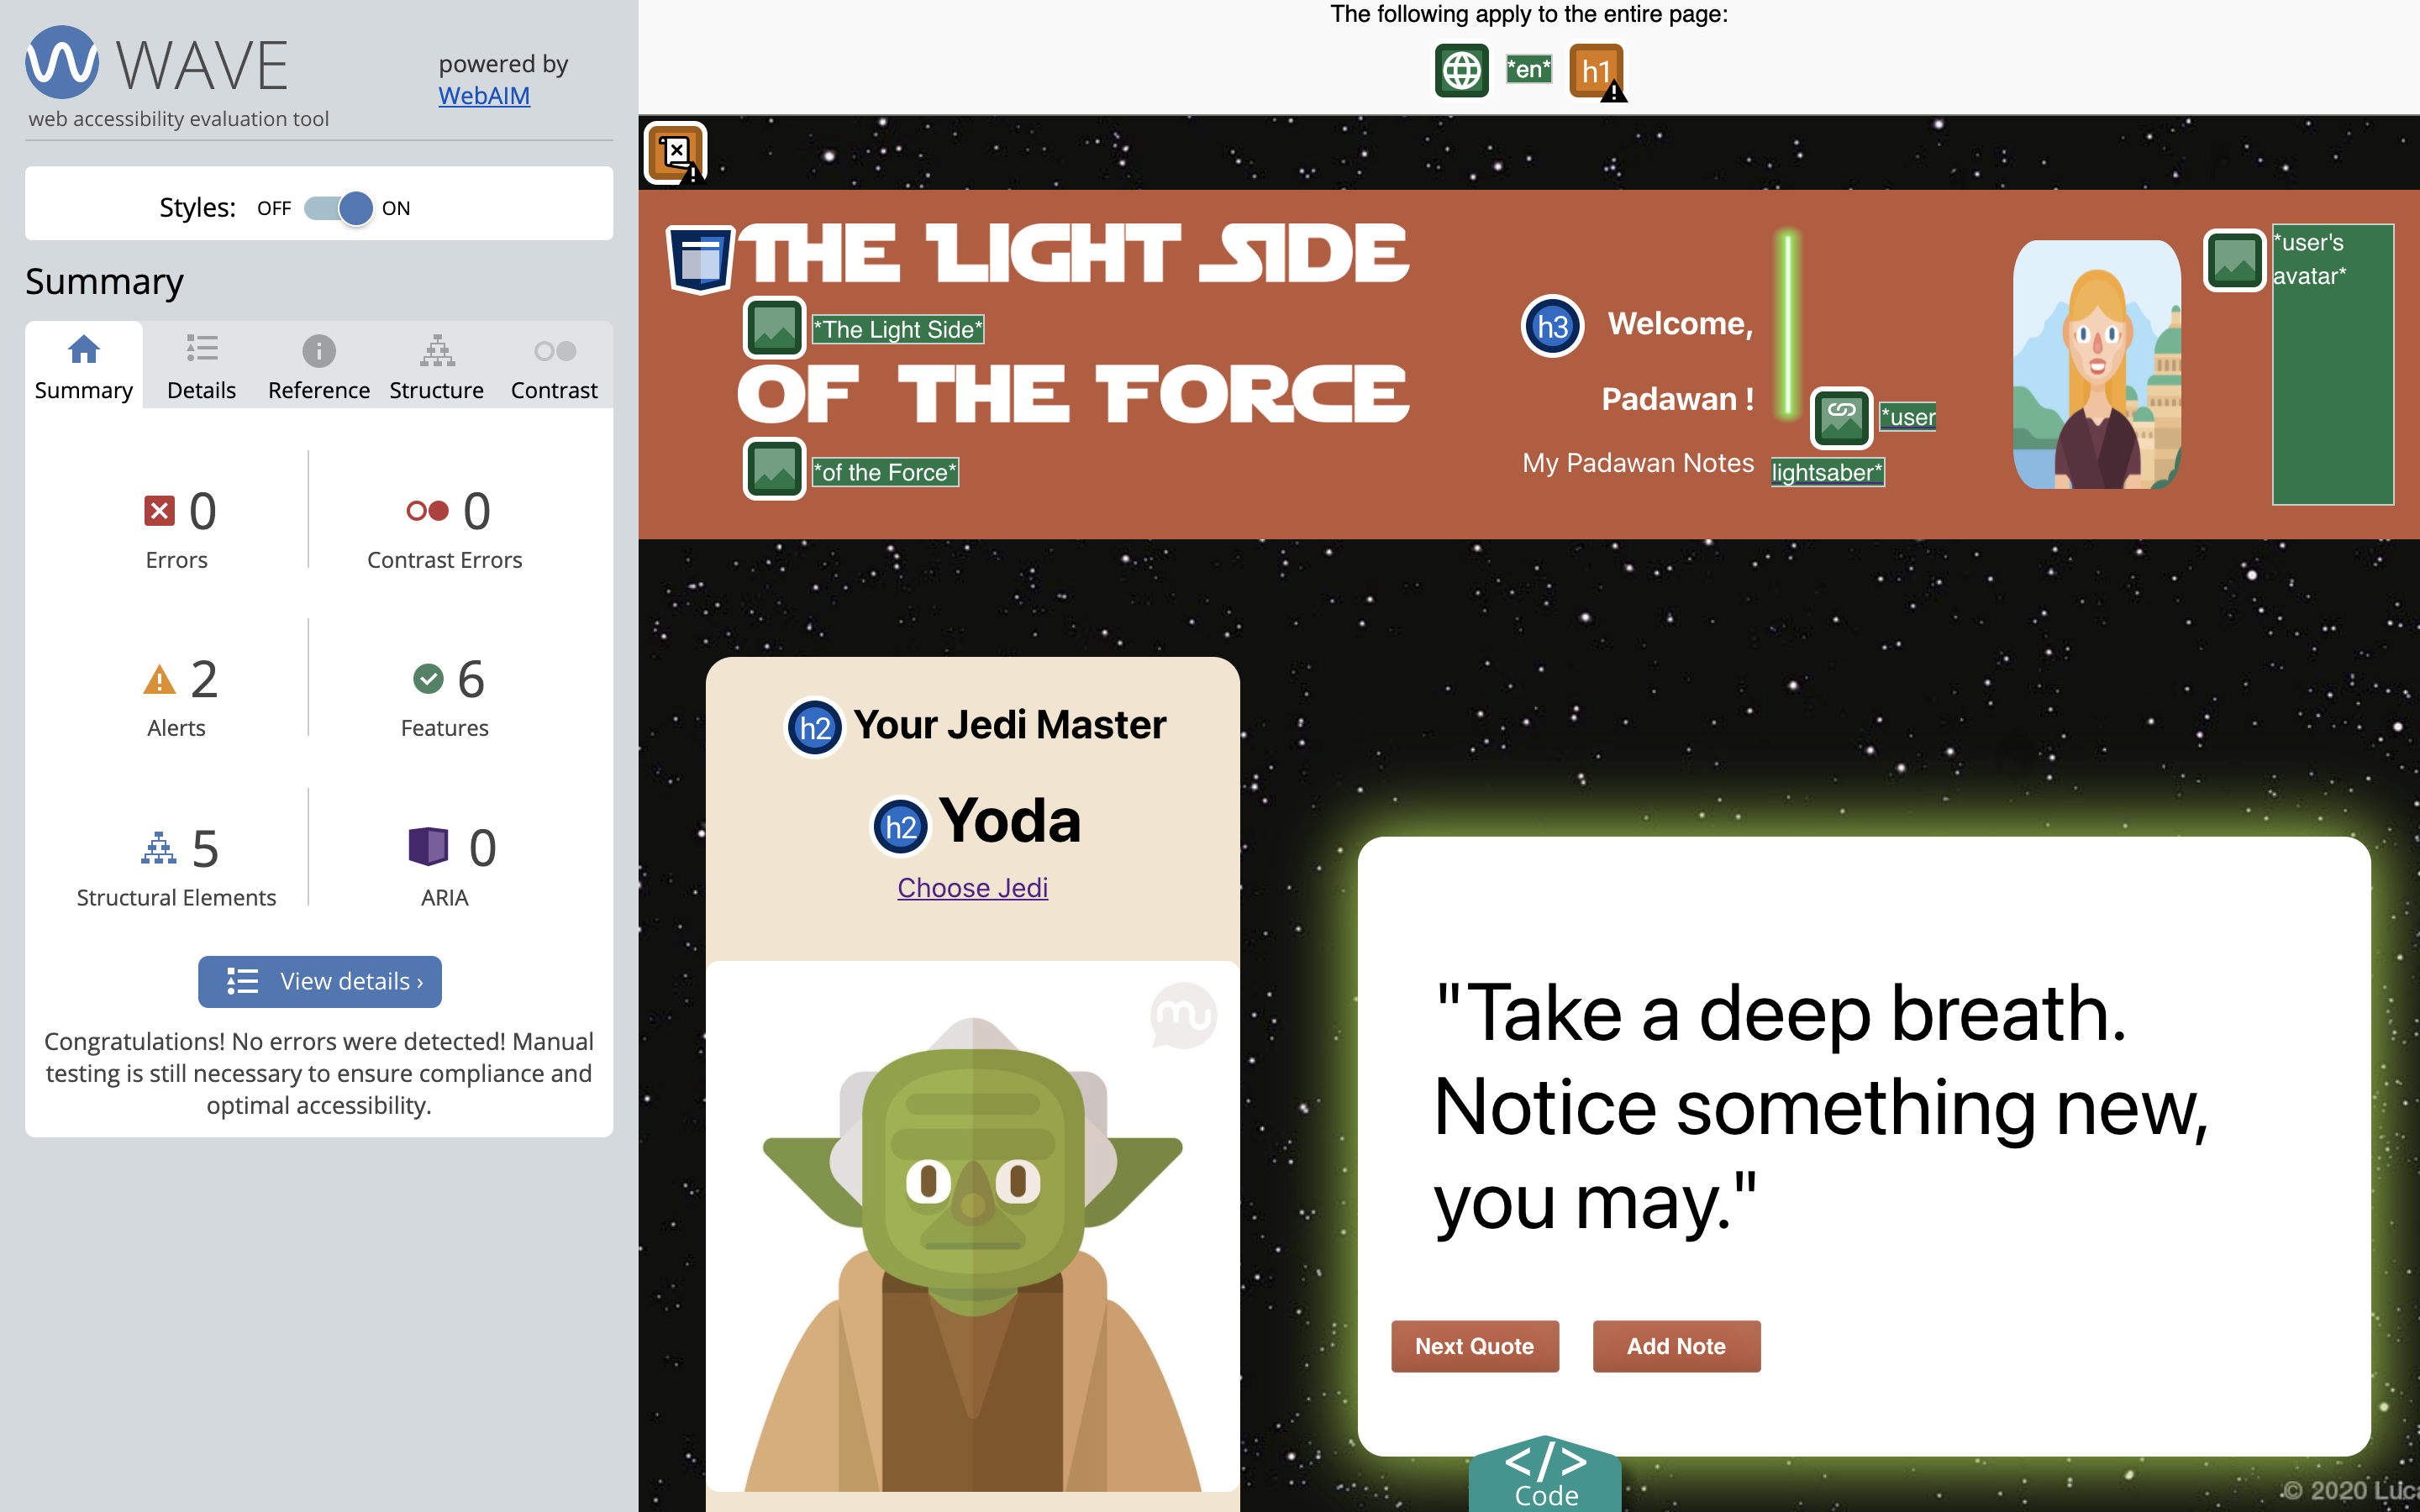 WAVE
powered by
WebAIM
web accessibility evaluation tool
Styles: OFF ON
Summary
Summary Details Reference Structure Contrast
0
Errors
0
Contrast Errors
2
Alerts
6
Features
5
Structural Elements
0
ARIA
View details ›
Congratulations! No errors were detected! Manual
testing is still necessary to ensure compliance and
optimal accessibility.
The following apply to the entire page:
*en* h1
THE LIGHT SIDE
*The Light Side*
OF THE FORCE
*of the Force*
h3 Welcome,
Padawan !
My Padawan Notes
*user
lightsaber*
*user's
avatar*
h2 Your Jedi Master
h2 Yoda
Choose Jedi
mu
"Take a deep breath.
Notice something new,
you may."
Next Quote Add Note
</>
Code
© 2020